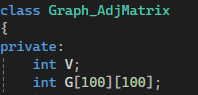 class Graph_AdjMatrix
{
private:
    int V;
    int G[100][100];